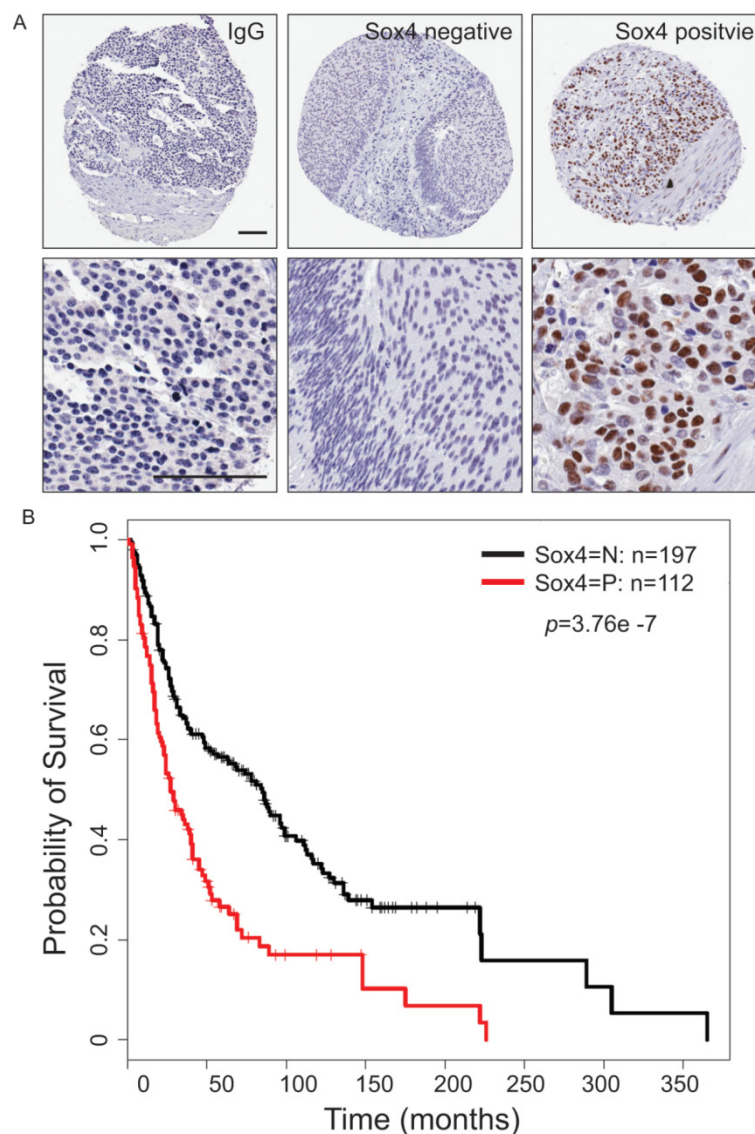 A
IgG
Sox4 negative
Sox4 positvie
B
Sox4=N: n=197
Sox4=P: n=112
p=3.76e -7
Probability of Survival
1.0
0.8
0.6
0.4
0.2
0
0 50 100 150 200 250 300 350
Time (months)